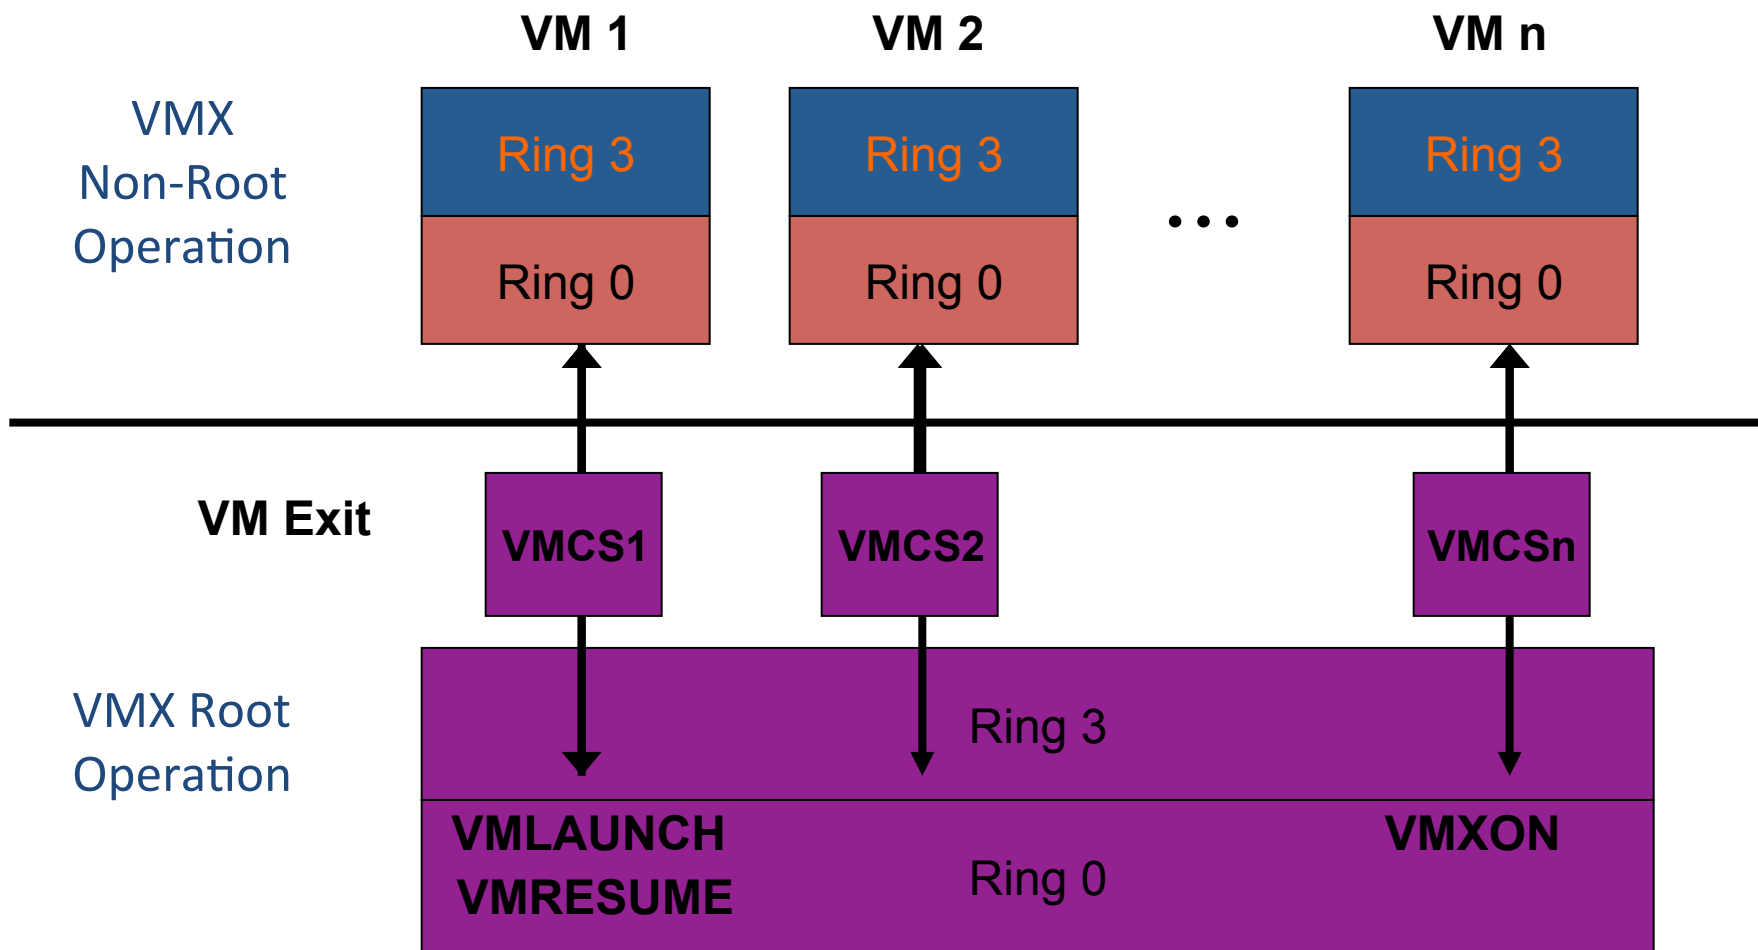 VM 1
VM 2
VM n
VMX
Non-Root
Operation
Ring 3
Ring 3
Ring 3
...
Ring 0
Ring 0
Ring 0
VM Exit
VMCS1
VMCS2
VMCSn
VMX Root
Operation
Ring 3
VMLAUNCH
VMRESUME
Ring 0
VMXON